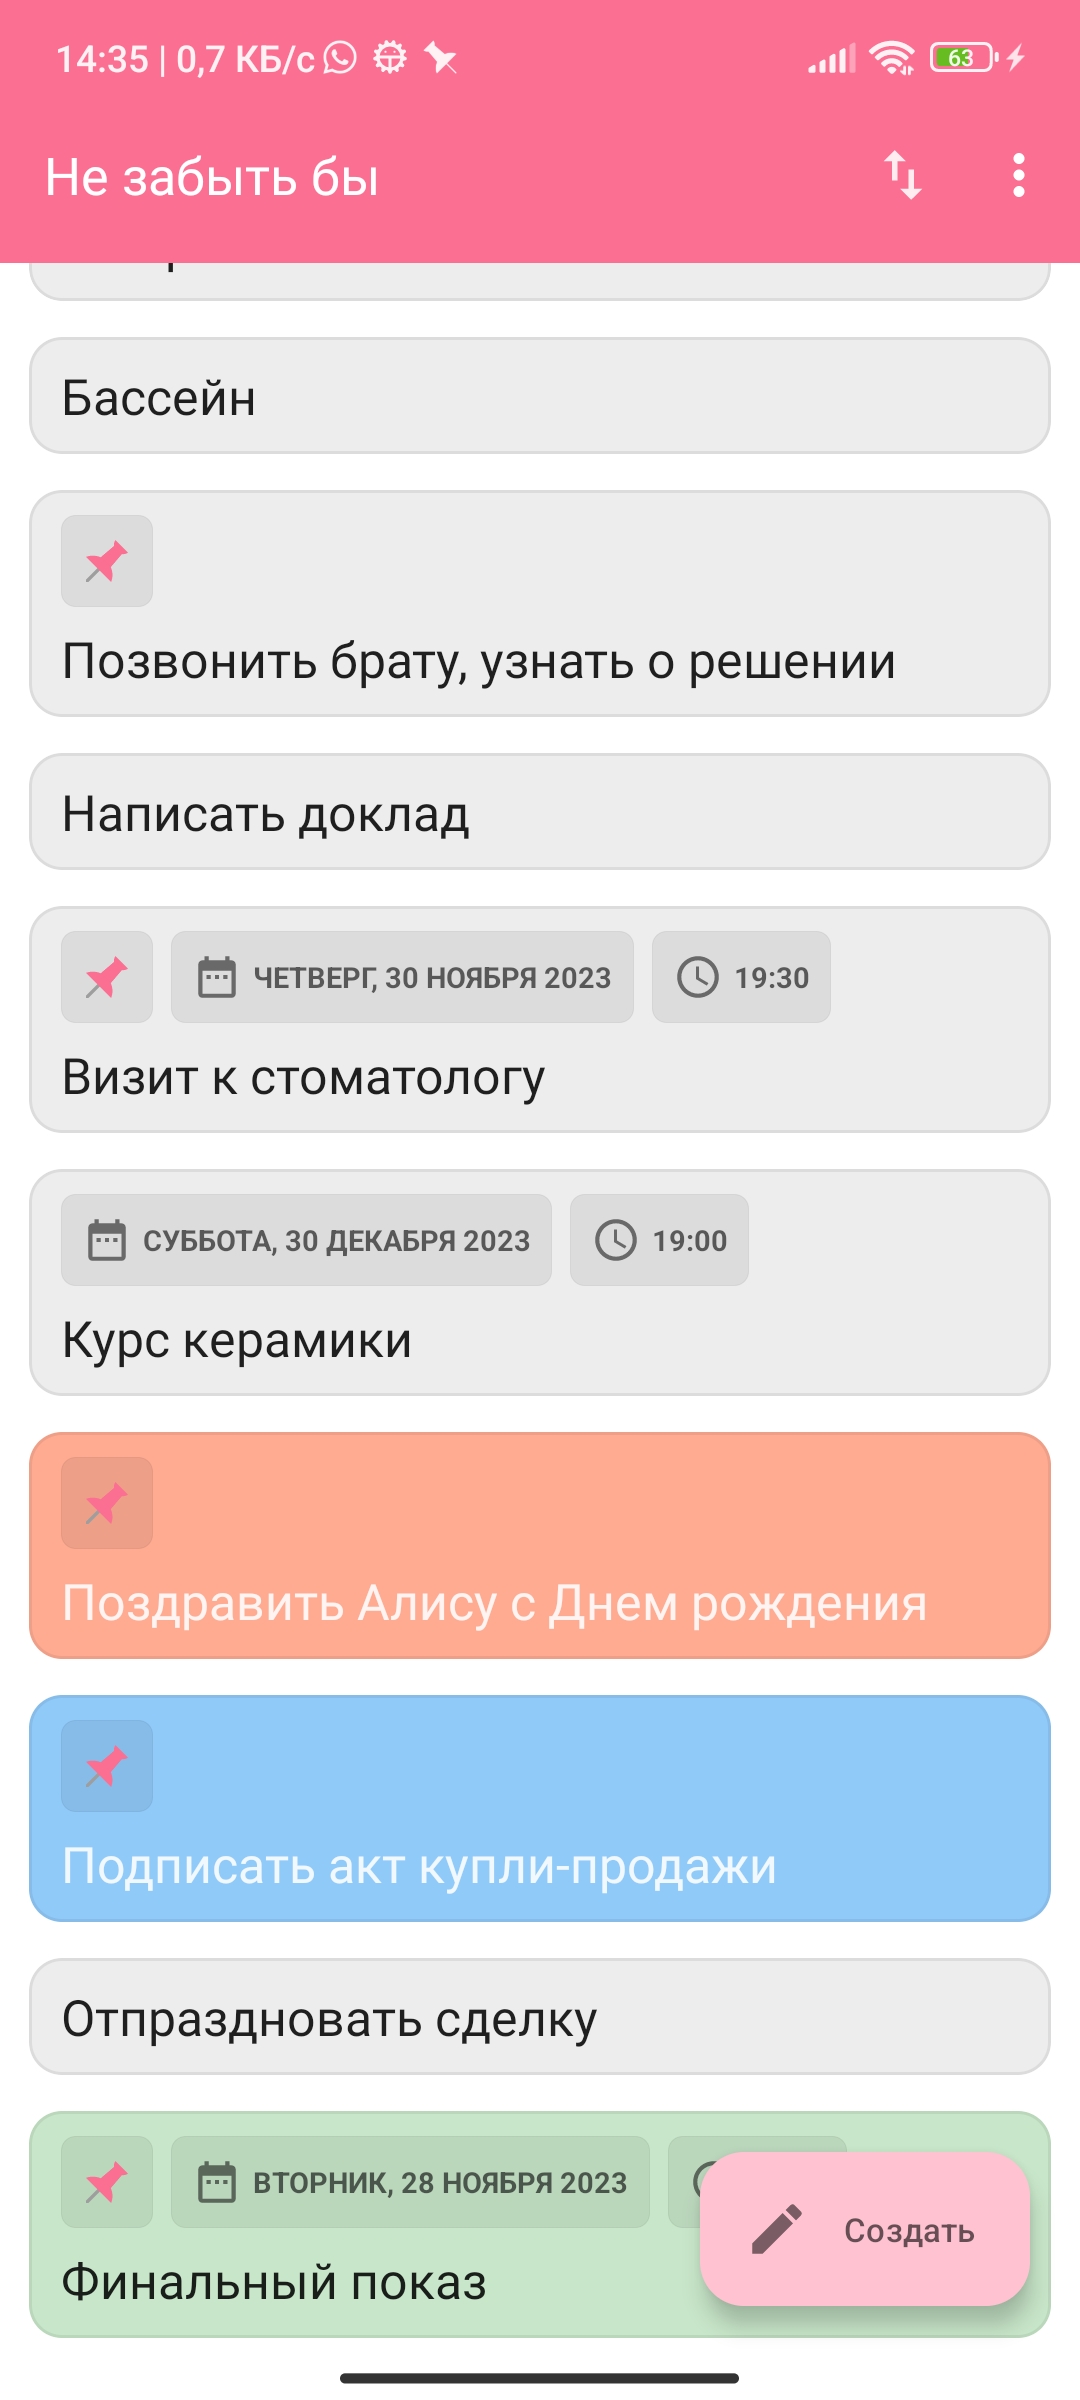 14:35 | 0,7 КБ/с
63
Не забыть бы
Бассейн
Позвонить брату, узнать о решении
Написать доклад
ЧЕТВЕРГ, 30 НОЯБРЯ 2023 19:30
Визит к стоматологу
СУББОТА, 30 ДЕКАБРЯ 2023 19:00
Курс керамики
Поздравить Алису с Днем рождения
Подписать акт купли-продажи
Отпраздновать сделку
ВТОРНИК, 28 НОЯБРЯ 2023
Финальный показ
Создать